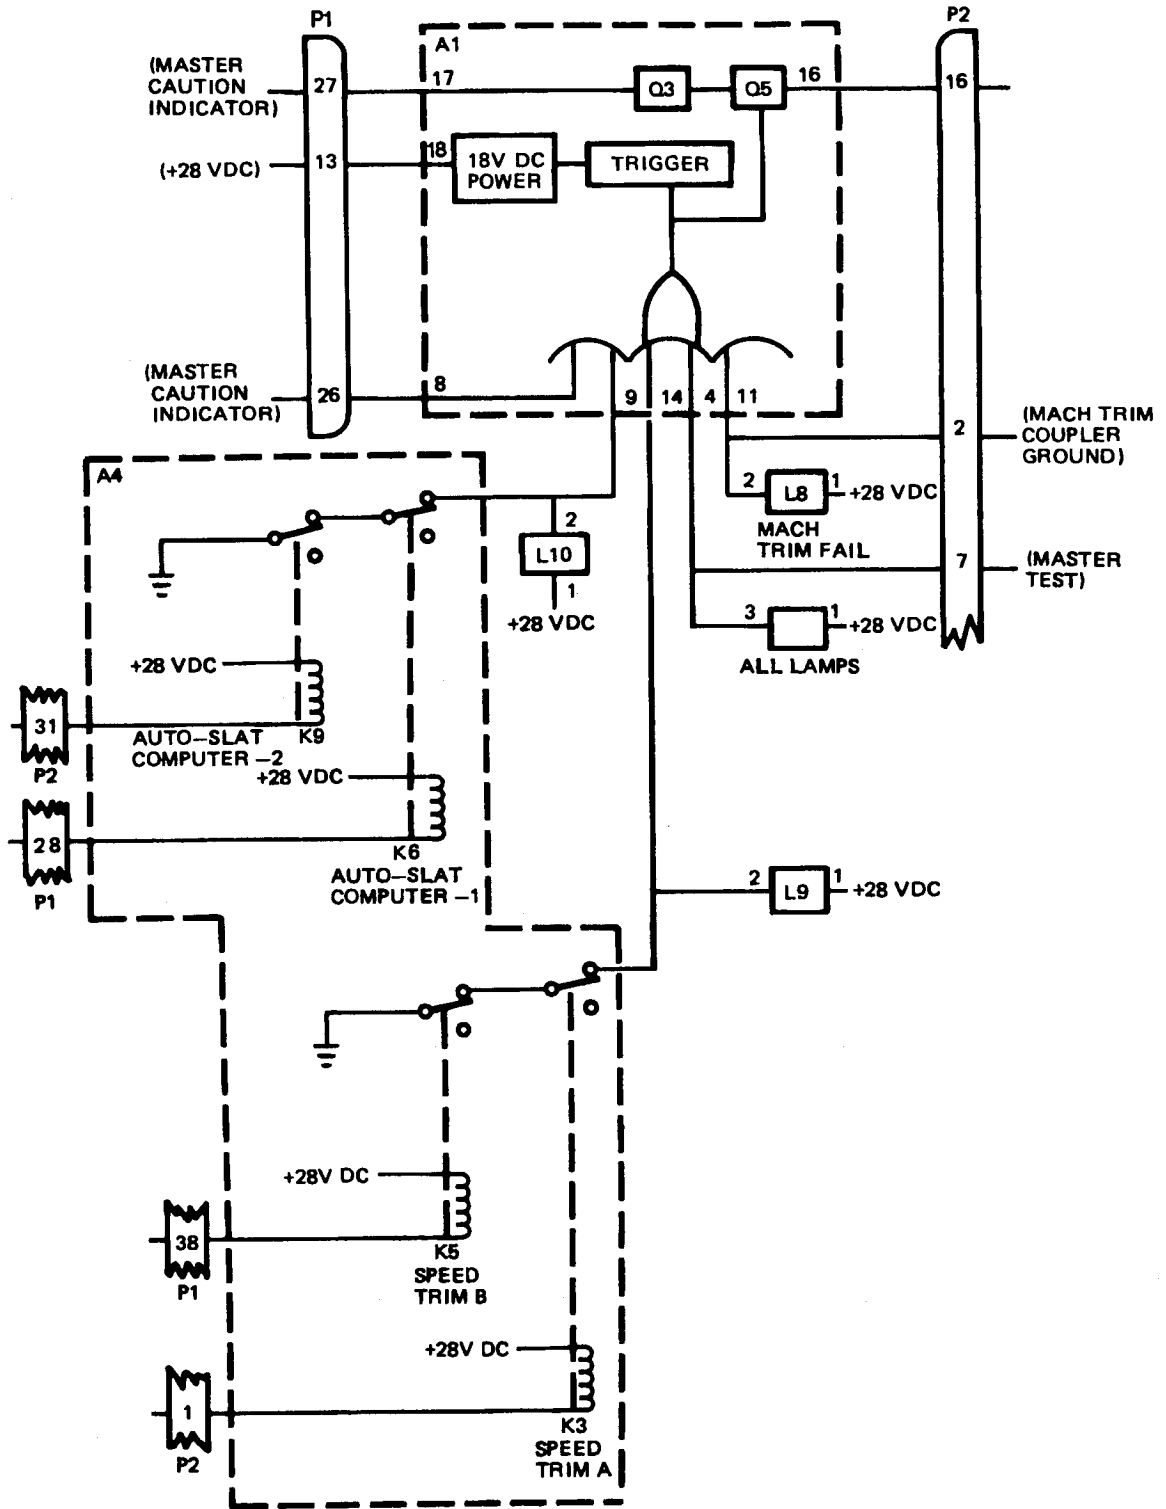 P1
P2
A1
(MASTER
CAUTION
INDICATOR)
27
17
Q3
Q5
16
16
(+28 VDC)
13
18
18V DC
POWER
TRIGGER
(MASTER
CAUTION
INDICATOR)
26
8
9
14
4
11
2
(MACH TRIM
COUPLER
GROUND)
A4
2
L8
1
+28 VDC
MACH
TRIM FAIL
2
L10
1
+28 VDC
7
(MASTER
TEST)
3
1
+28 VDC
ALL LAMPS
+28 VDC
31
P2
K9
AUTO–SLAT
COMPUTER –2
+28 VDC
28
P1
K6
AUTO–SLAT
COMPUTER –1
2
L9
1
+28 VDC
+28V DC
38
P1
K5
SPEED
TRIM B
+28V DC
1
P2
K3
SPEED
TRIM A